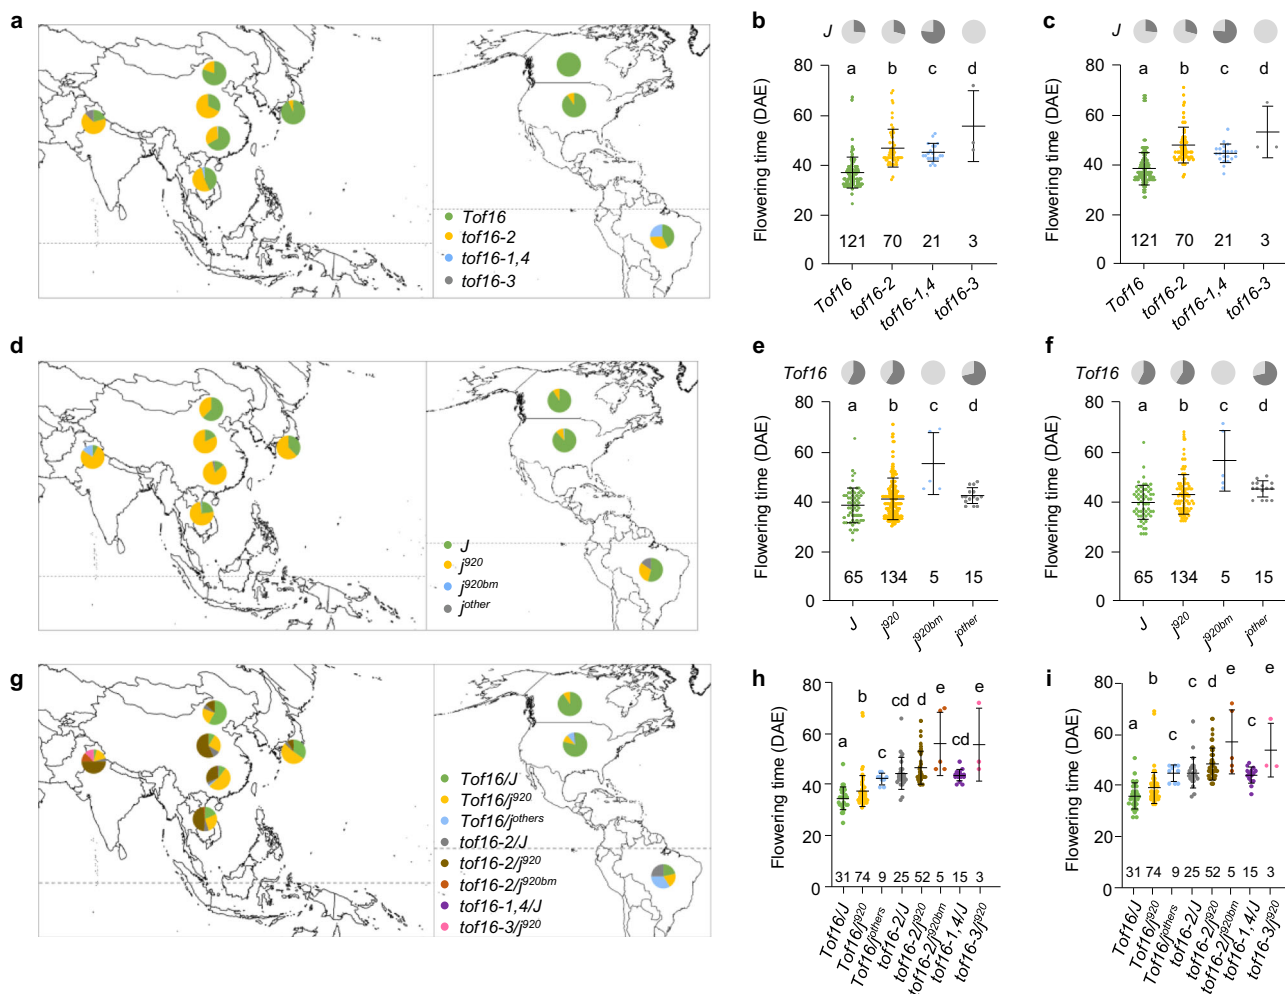 a
Tof16
tof16-2
tof16-1,4
tof16-3
b
J
a b c d
Flowering time (DAE)
80
60
40
20
0
121 70 21 3
Tof16 tof16-2 tof16-1,4 tof16-3
c
J
a b c d
Flowering time (DAE)
80
60
40
20
0
121 70 21 3
Tof16 tof16-2 tof16-1,4 tof16-3
d
J
j920
j920bm
jother
e
Tof16
a b c d
Flowering time (DAE)
80
60
40
20
0
65 134 5 15
J j920 j920bm jother
f
Tof16
a b c d
Flowering time (DAE)
80
60
40
20
0
65 134 5 15
J j920 j920bm jother
g
Tof16/J
Tof16/j920
Tof16/jothers
tof16-2/J
tof16-2/j920
tof16-2/j920bm
tof16-1,4/J
tof16-3/j920
h
a b c cd d e cd e
Flowering time (DAE)
80
60
40
20
0
31 74 9 25 52 5 15 3
Tof16/J Tof16/j920 Tof16/jothers tof16-2/J tof16-2/j920 tof16-2/j920bm tof16-1,4/J tof16-3/j920
i
a b c c d e c e
Flowering time (DAE)
80
60
40
20
0
31 74 9 25 52 5 15 3
Tof16/J Tof16/j920 Tof16/jothers tof16-2/J tof16-2/j920 tof16-2/j920bm tof16-1,4/J tof16-3/j920